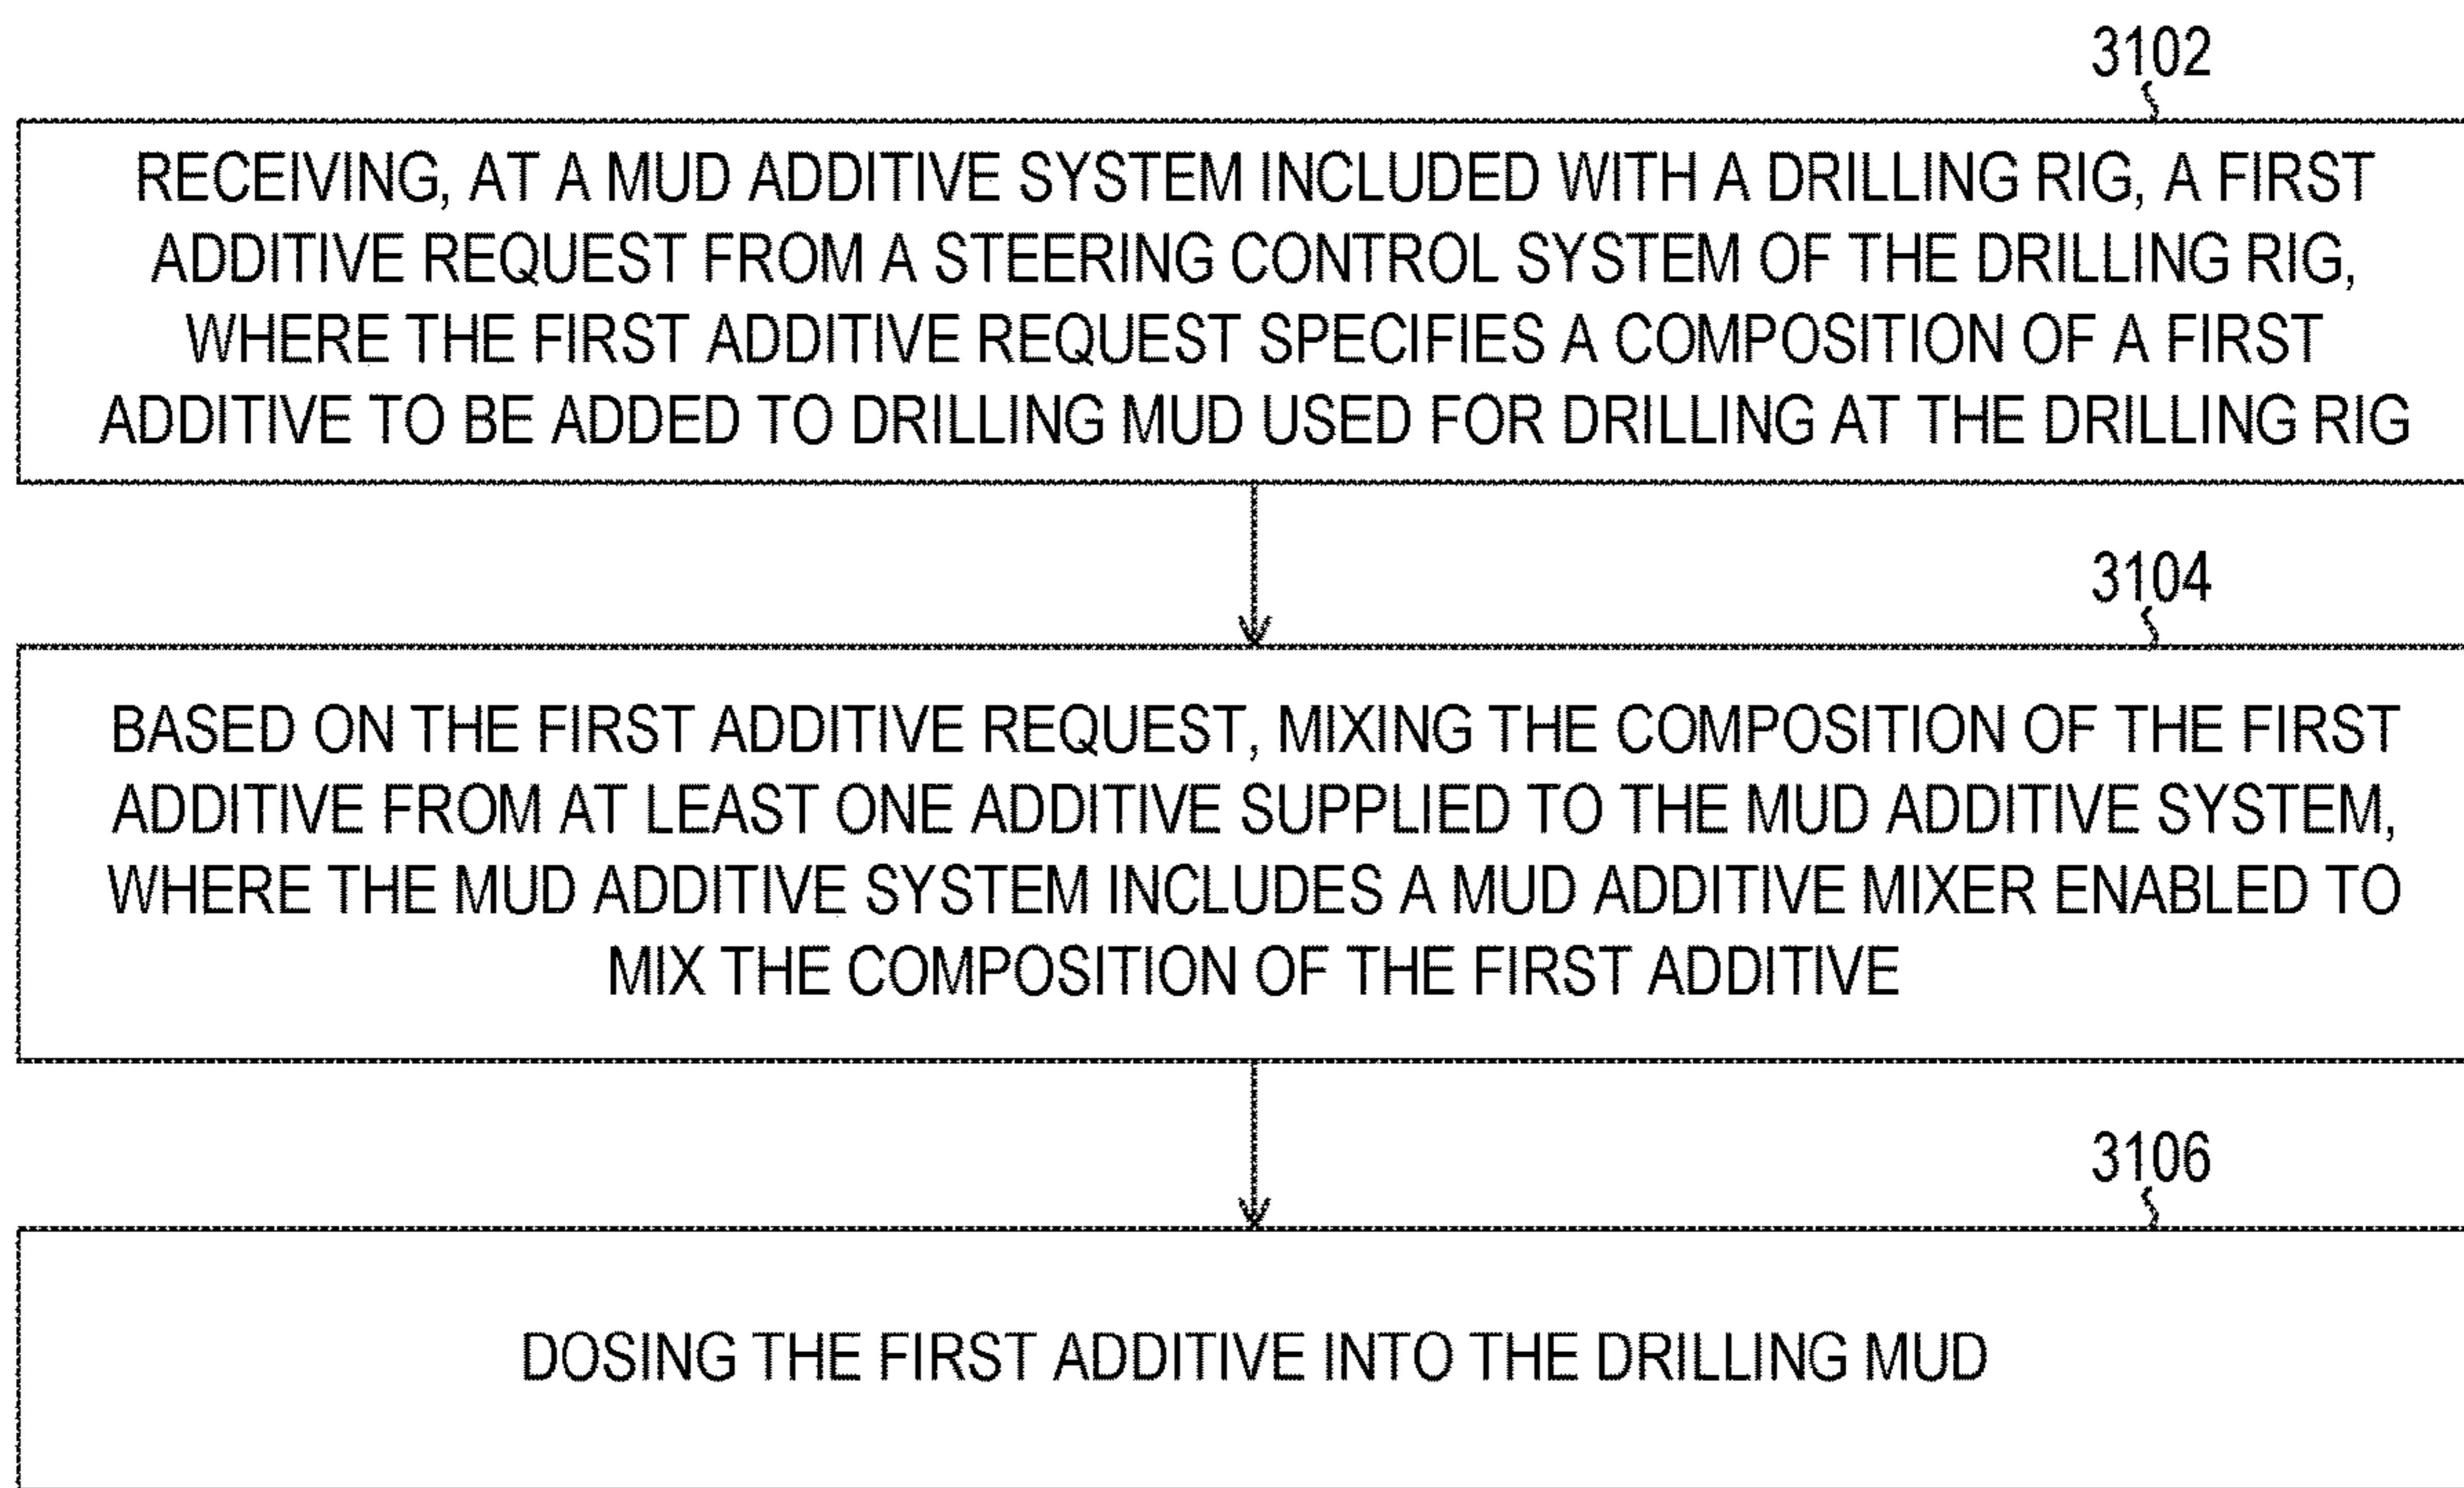 3102
RECEIVING, AT A MUD ADDITIVE SYSTEM INCLUDED WITH A DRILLING RIG, A FIRST
ADDITIVE REQUEST FROM A STEERING CONTROL SYSTEM OF THE DRILLING RIG,
WHERE THE FIRST ADDITIVE REQUEST SPECIFIES A COMPOSITION OF A FIRST
ADDITIVE TO BE ADDED TO DRILLING MUD USED FOR DRILLING AT THE DRILLING RIG
3104
BASED ON THE FIRST ADDITIVE REQUEST, MIXING THE COMPOSITION OF THE FIRST
ADDITIVE FROM AT LEAST ONE ADDITIVE SUPPLIED TO THE MUD ADDITIVE SYSTEM,
WHERE THE MUD ADDITIVE SYSTEM INCLUDES A MUD ADDITIVE MIXER ENABLED TO
MIX THE COMPOSITION OF THE FIRST ADDITIVE
3106
DOSING THE FIRST ADDITIVE INTO THE DRILLING MUD